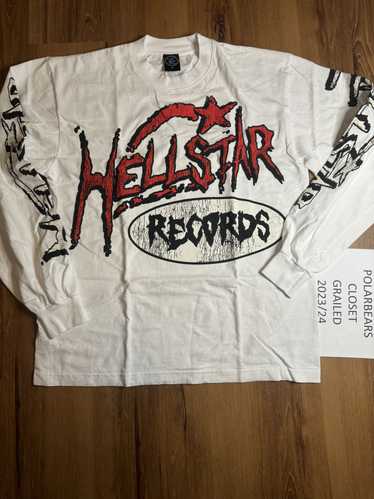 HELLSTAR
RECORDS
POLARBEARS
CLOSET
GRAILED
2023/24